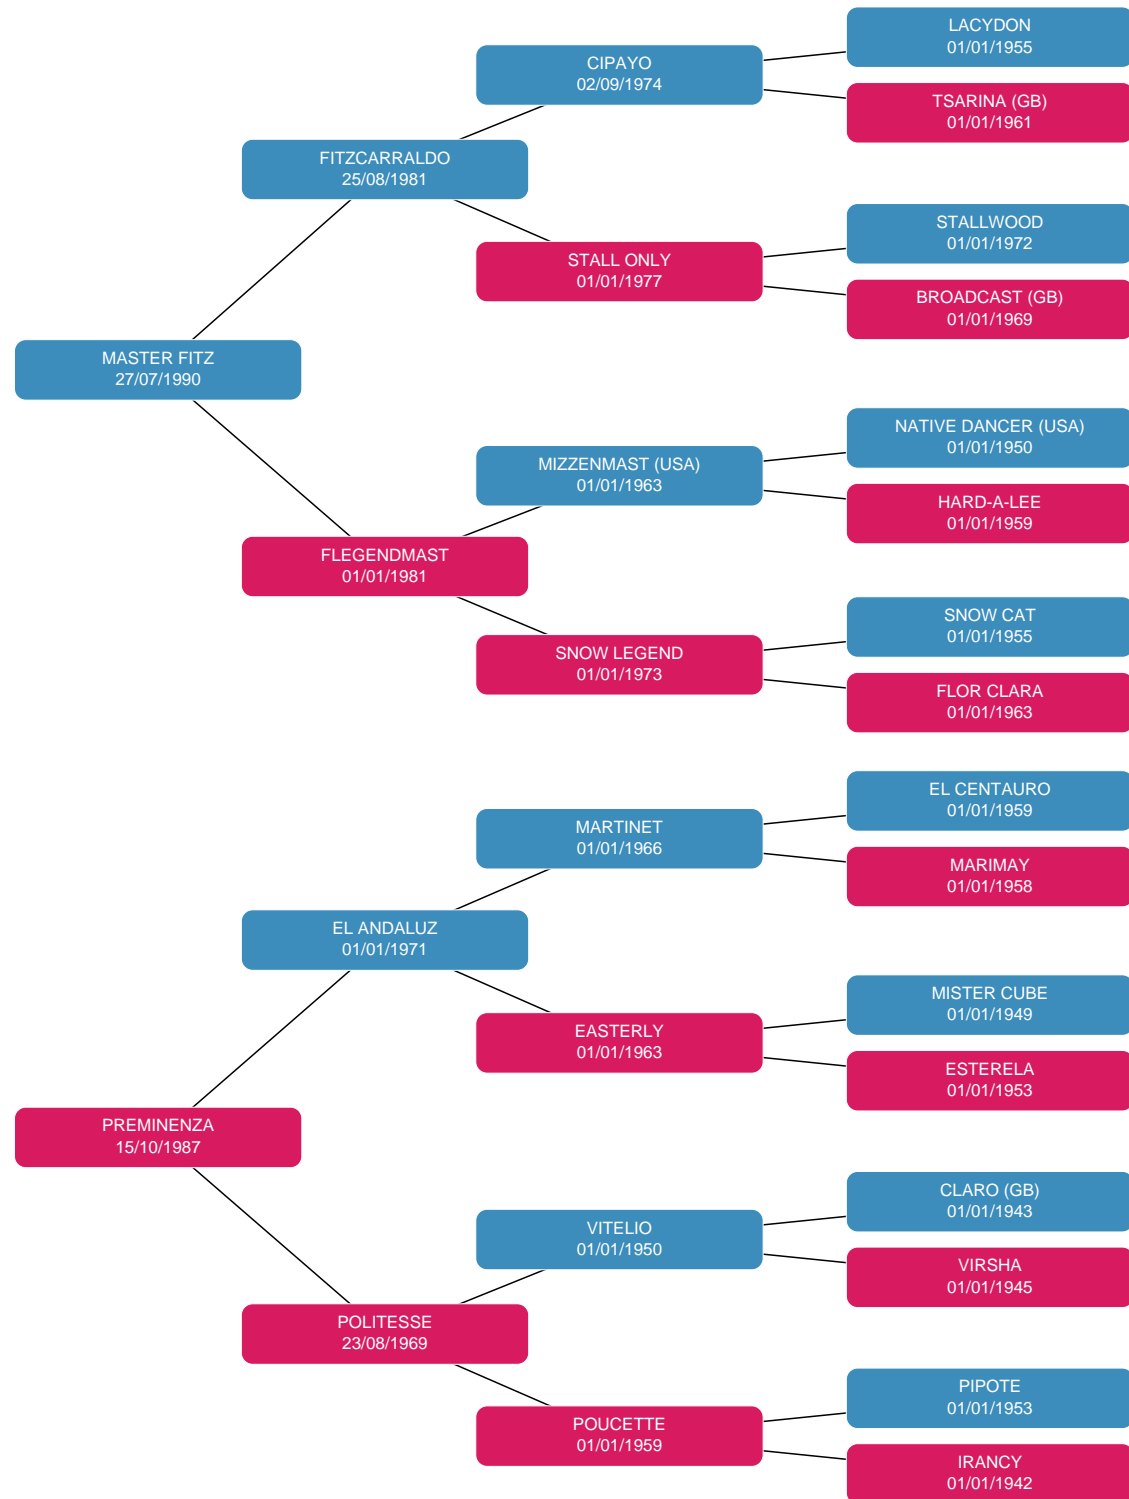 LACYDON
01/01/1955
CIPAYO
02/09/1974
TSARINA (GB)
01/01/1961
FITZCARRALDO
25/08/1981
STALLWOOD
01/01/1972
STALL ONLY
01/01/1977
BROADCAST (GB)
01/01/1969
MASTER FITZ
27/07/1990
NATIVE DANCER (USA)
01/01/1950
MIZZENMAST (USA)
01/01/1963
HARD-A-LEE
01/01/1959
FLEGENDMAST
01/01/1981
SNOW CAT
01/01/1955
SNOW LEGEND
01/01/1973
FLOR CLARA
01/01/1963
EL CENTAURO
01/01/1959
MARTINET
01/01/1966
MARIMAY
01/01/1958
EL ANDALUZ
01/01/1971
MISTER CUBE
01/01/1949
EASTERLY
01/01/1963
ESTERELA
01/01/1953
PREMINENZA
15/10/1987
CLARO (GB)
01/01/1943
VITELIO
01/01/1950
VIRSHA
01/01/1945
POLITESSE
23/08/1969
PIPOTE
01/01/1953
POUCETTE
01/01/1959
IRANCY
01/01/1942